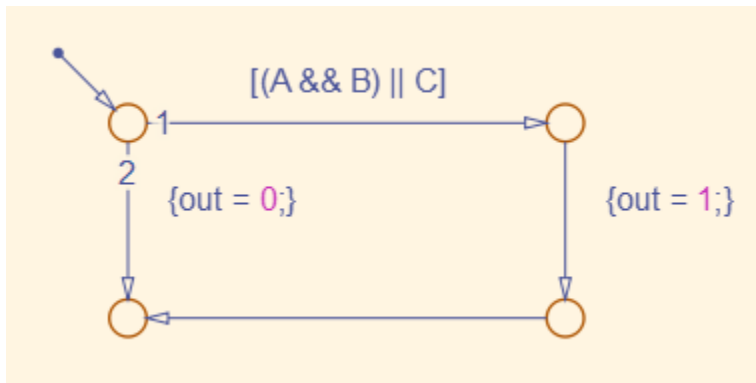 [(A && B) || C]
1
2
{out = 0;}
{out = 1;}